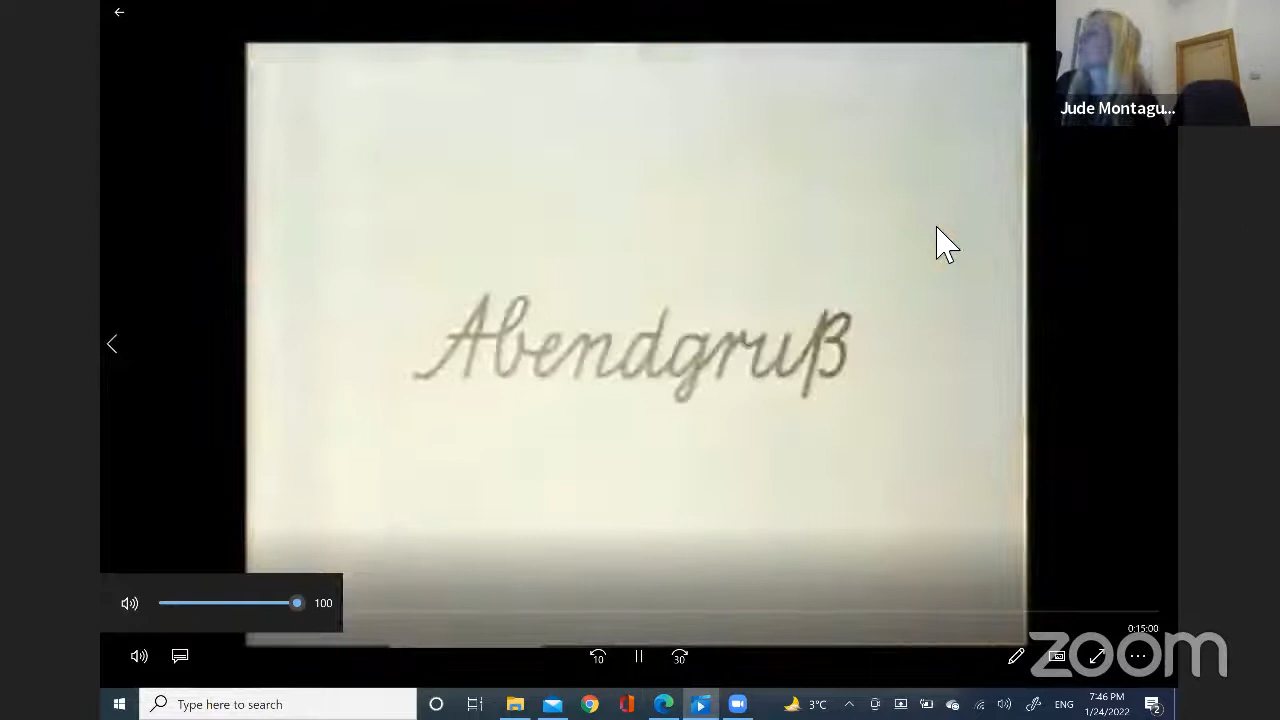 Jude Montagu...
Abendgruß
100
10
30
0:15:00
zoom
Type here to search
3°C
ENG
7:46 PM
1/24/2022
2